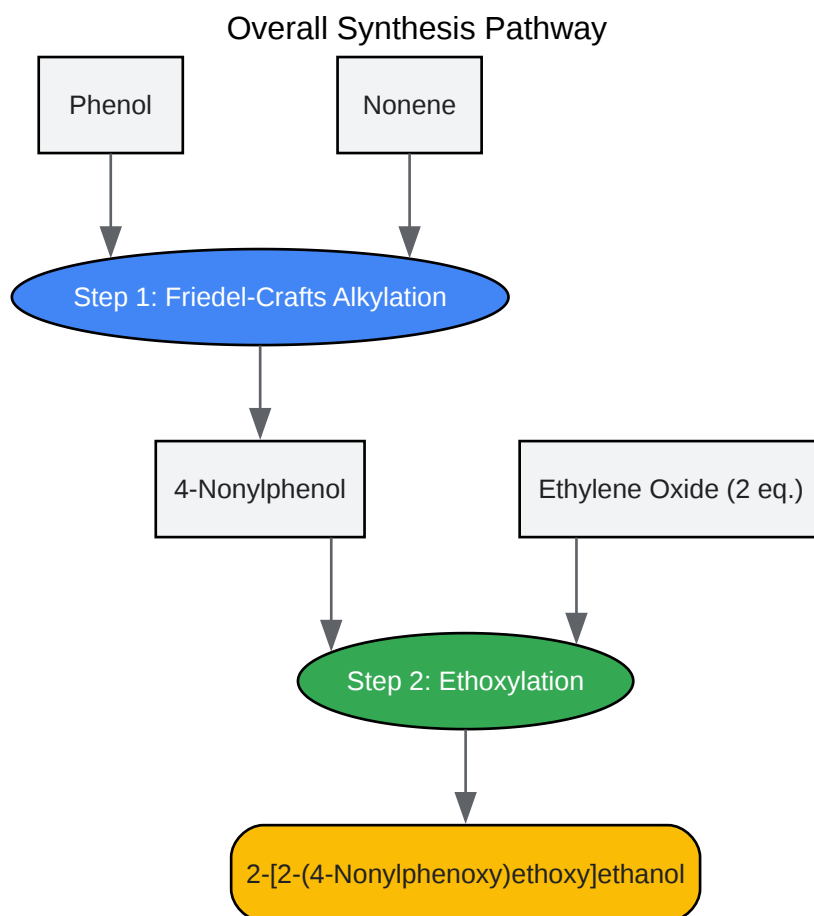 Overall Synthesis Pathway
Phenol
Nonene
Step 1: Friedel-Crafts Alkylation
4-Nonylphenol
Ethylene Oxide (2 eq.)
Step 2: Ethoxylation
2-[2-(4-Nonylphenoxy)ethoxy]ethanol